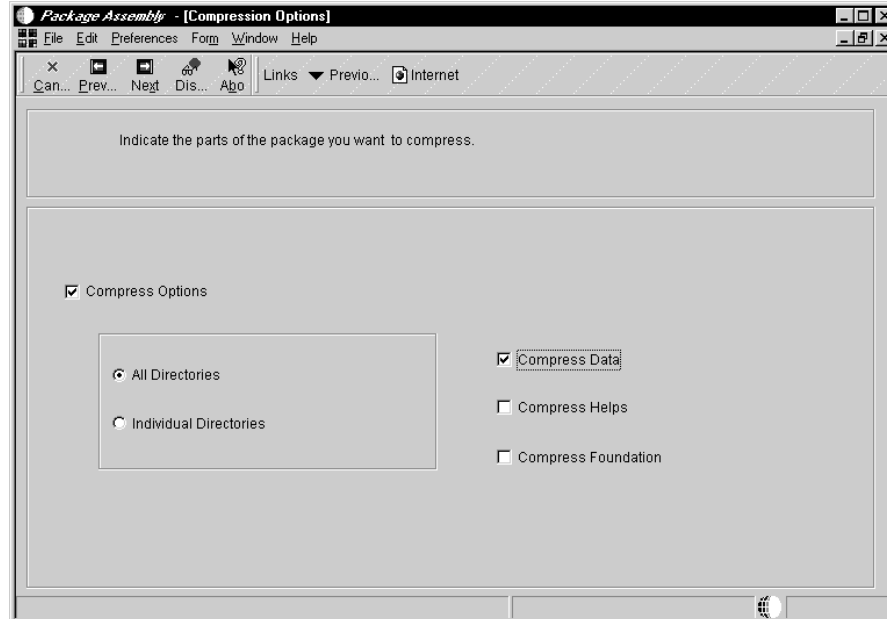 Package Assembly - [Compression Options]
File Edit Preferences Form Window Help
Can... Prev... Next Dis... Abo Links Previo... Internet
Indicate the parts of the package you want to compress.
Compress Options
All Directories
Individual Directories
Compress Data
Compress Helps
Compress Foundation